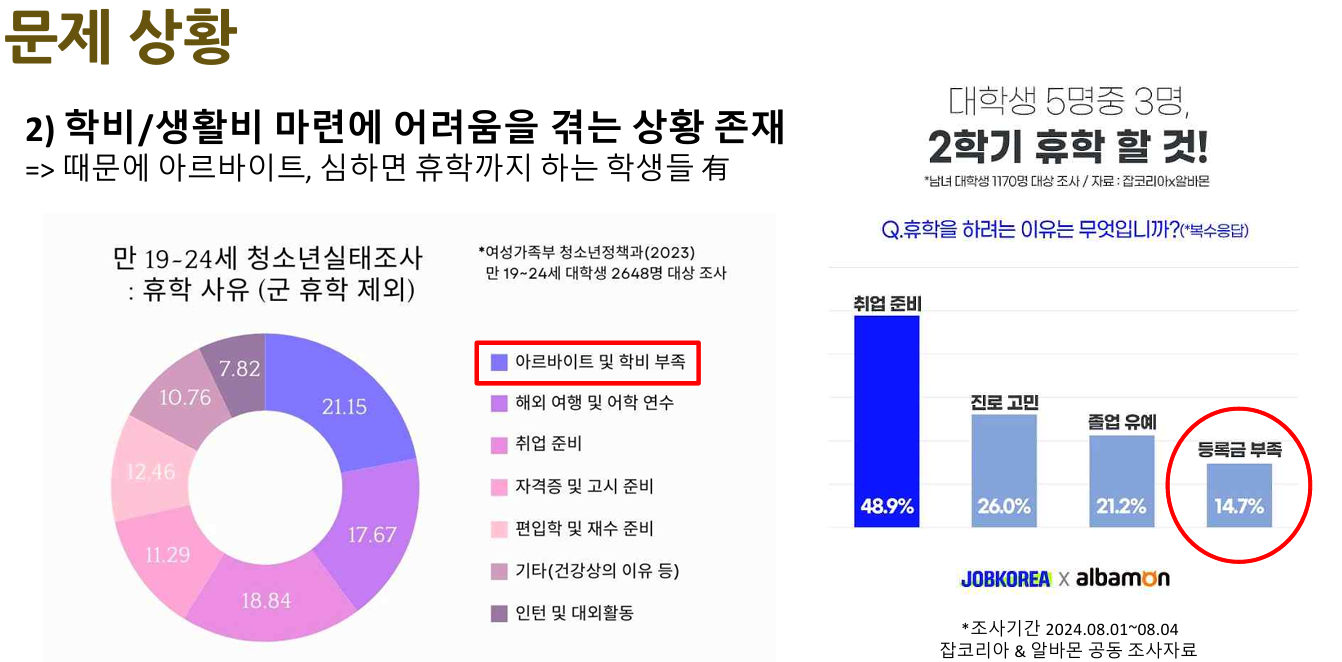 문제 상황
2) 학비/생활비 마련에 어려움을 겪는 상황 존재
=> 때문에 아르바이트, 심하면 휴학까지 하는 학생들 有
만 19~24세 청소년실태조사
: 휴학 사유 (군 휴학 제외)
*여성가족부 청소년정책과(2023)
만 19~24세 대학생 2648명 대상 조사
7.82
10.76
21.15
12.46
17.67
11.29
18.84
아르바이트 및 학비 부족
해외 여행 및 어학 연수
취업 준비
자격증 및 고시 준비
편입학 및 재수 준비
기타(건강상의 이유 등)
인턴 및 대외활동
대학생 5명중 3명,
2학기 휴학 할 것!
*남녀 대학생 1170명 대상 조사 / 자료 : 잡코리아x알바몬
Q.휴학을 하려는 이유는 무엇입니까?(*복수응답)
취업 준비
진로 고민
졸업 유예
등록금 부족
48.9%
26.0%
21.2%
14.7%
JOBKOREA x albamon
*조사기간 2024.08.01~08.04
잡코리아 & 알바몬 공동 조사자료